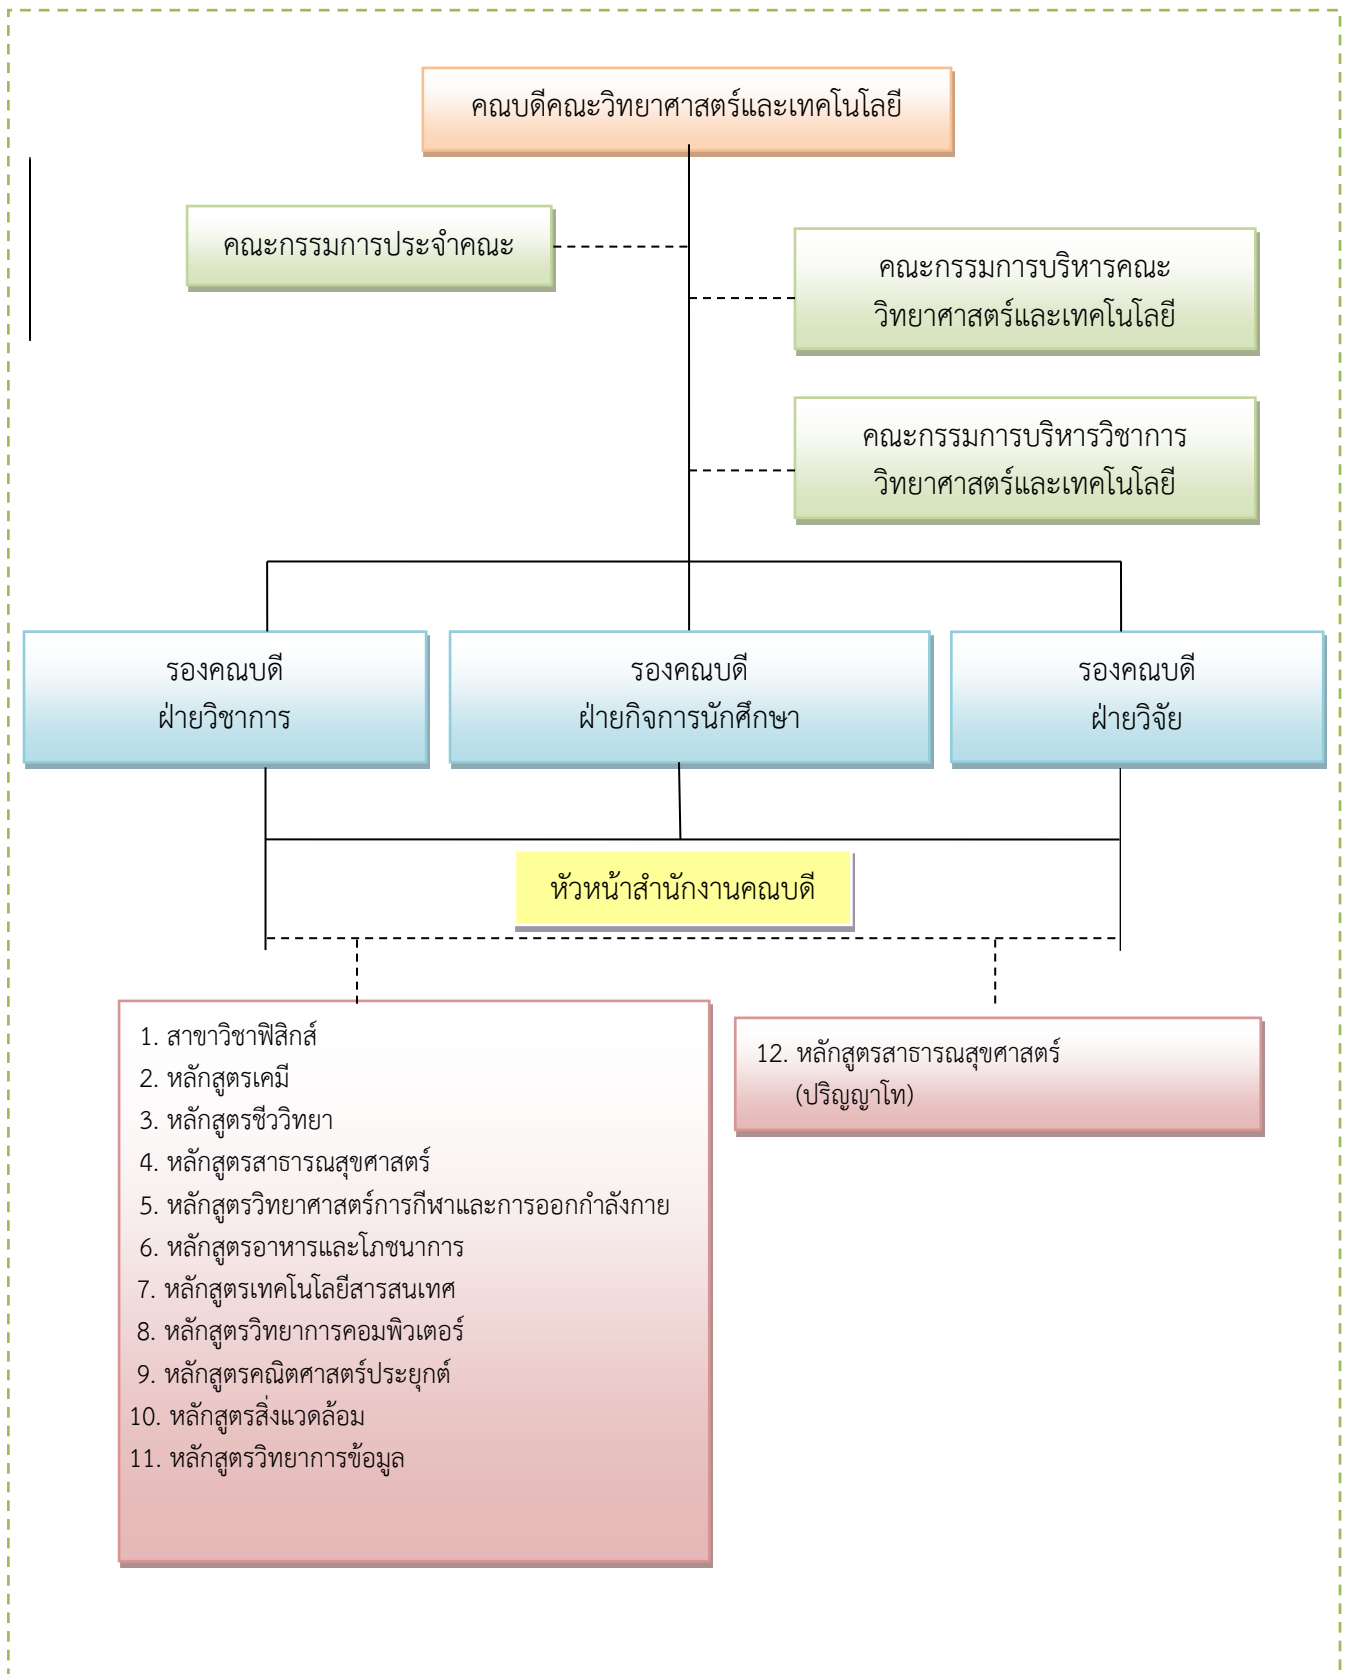 คณบดีคณะวิทยาศาสตร์และเทคโนโลยี
คณะกรรมการประจำคณะ
คณะกรรมการบริหารคณะ
วิทยาศาสตร์และเทคโนโลยี
คณะกรรมการบริหารวิชาการ
วิทยาศาสตร์และเทคโนโลยี
รองคณบดี
ฝ่ายวิชาการ
รองคณบดี
ฝ่ายกิจการนักศึกษา
รองคณบดี
ฝ่ายวิจัย
หัวหน้าสำนักงานคณบดี
1. สาขาวิชาฟิสิกส์
2. หลักสูตรเคมี
3. หลักสูตรชีววิทยา
4. หลักสูตรสาธารณสุขศาสตร์
5. หลักสูตรวิทยาศาสตร์การกีฬาและการออกกำลังกาย
6. หลักสูตรอาหารและโภชนาการ
7. หลักสูตรเทคโนโลยีสารสนเทศ
8. หลักสูตรวิทยาการคอมพิวเตอร์
9. หลักสูตรคณิตศาสตร์ประยุกต์
10. หลักสูตรสิ่งแวดล้อม
11. หลักสูตรวิทยาการข้อมูล
12. หลักสูตรสาธารณสุขศาสตร์
(ปริญญาโท)